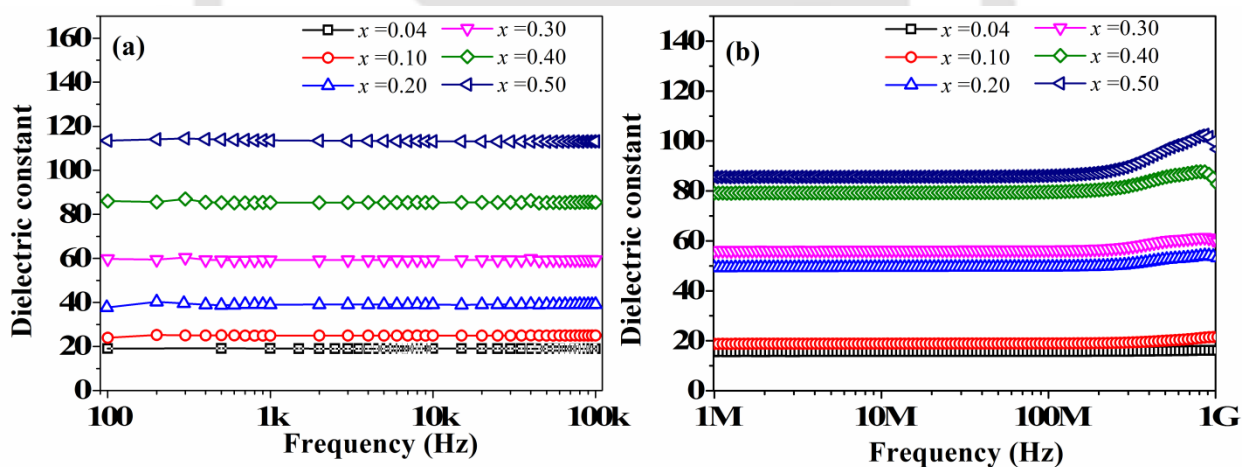 (a)
x =0.04
x =0.10
x =0.20
x =0.30
x =0.40
x =0.50
Dielectric constant
160
140
120
100
80
60
40
20
0
100
1k
10k
100k
Frequency (Hz)
(b)
x =0.04
x =0.10
x =0.20
x =0.30
x =0.40
x =0.50
Dielectric constant
140
120
100
80
60
40
20
0
1M
10M
100M
1G
Frequency (Hz)